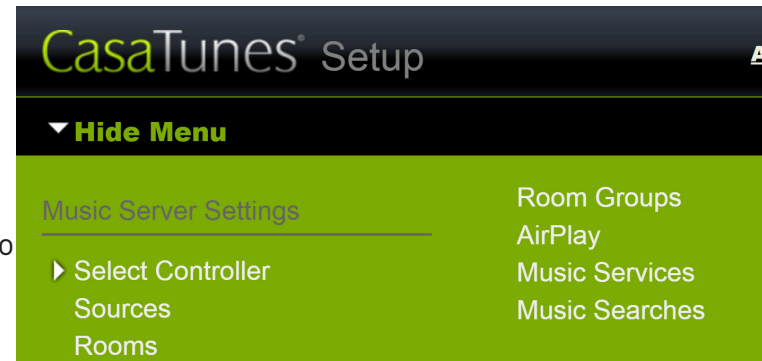 CasaTunes® Setup
A
Hide Menu
Music Server Settings
Select Controller
Sources
Rooms
Room Groups
AirPlay
Music Services
Music Searches
o